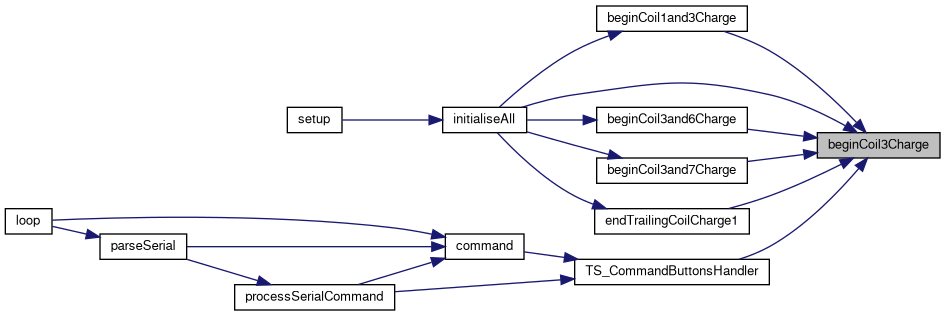 beginCoil1and3Charge
setup
initialiseAll
beginCoil3and6Charge
beginCoil3Charge
beginCoil3and7Charge
endTrailingCoilCharge1
loop
parseSerial
command
TS_CommandButtonsHandler
processSerialCommand